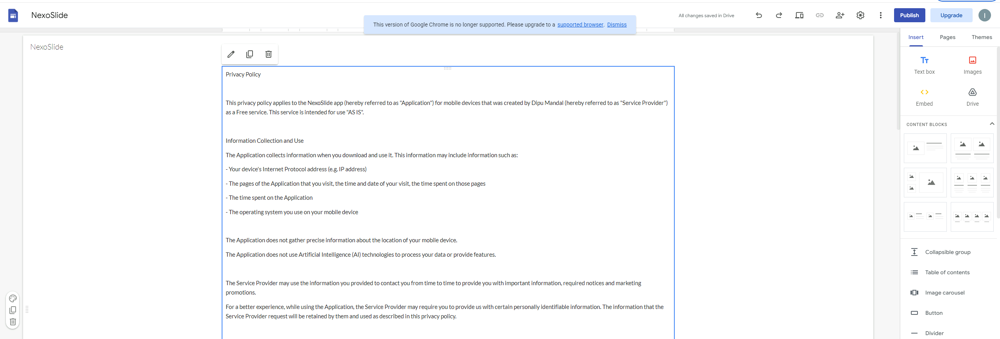 NexoSlide
All changes saved in Drive
Publish
Upgrade
I
This version of Google Chrome is no longer supported. Please upgrade to a supported browser. Dismiss
NexoSlide
Privacy Policy
This privacy policy applies to the NexoSlide app (hereby referred to as "Application") for mobile devices that was created by Dipu Mandal (hereby referred to as "Service Provider")
as a Free service. This service is intended for use "AS IS".
Information Collection and Use
The Application collects information when you download and use it. This information may include information such as:
- Your device's Internet Protocol address (e.g. IP address)
- The pages of the Application that you visit, the time and date of your visit, the time spent on those pages
- The time spent on the Application
- The operating system you use on your mobile device
The Application does not gather precise information about the location of your mobile device.
The Application does not use Artificial Intelligence (AI) technologies to process your data or provide features.
The Service Provider may use the information you provided to contact you from time to time to provide you with important information, required notices and marketing
promotions.
For a better experience, while using the Application, the Service Provider may require you to provide us with certain personally identifiable information. The information that the
Service Provider request will be retained by them and used as described in this privacy policy.
Insert Pages Themes
Text box Images
Embed Drive
CONTENT BLOCKS
Collapsible group
Table of contents
Image carousel
Button
Divider